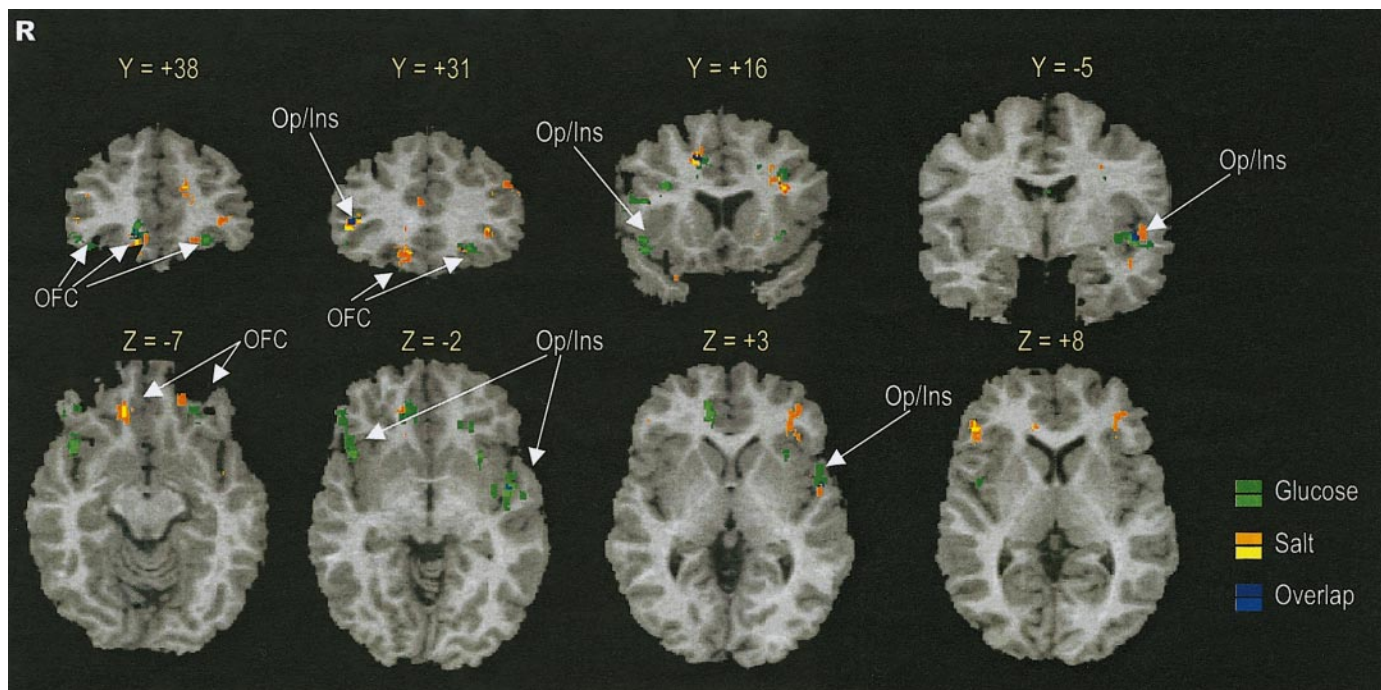 R
Y = +38
Y = +31
Y = +16
Y = -5
Op/Ins
Op/Ins
Op/Ins
OFC
OFC
Z = -7
OFC
Z = -2
Op/Ins
Z = +3
Op/Ins
Z = +8
Glucose
Salt
Overlap